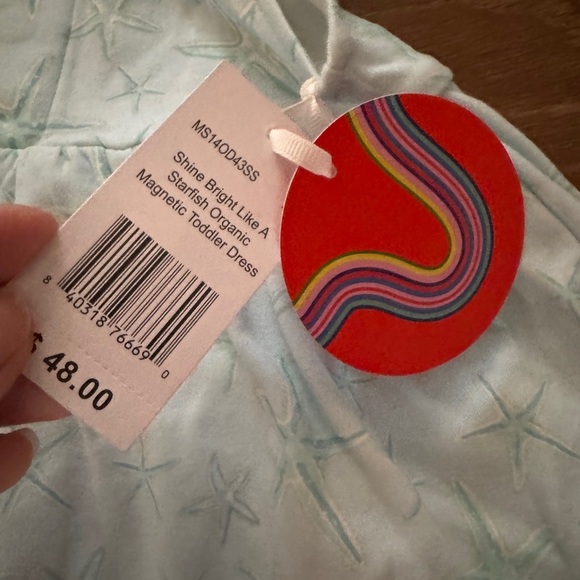 MS14OD43SS
Shine Bright Like A
Starfish Organic
Magnetic Toddler Dress
8 40318 76669 0
$ 48.00